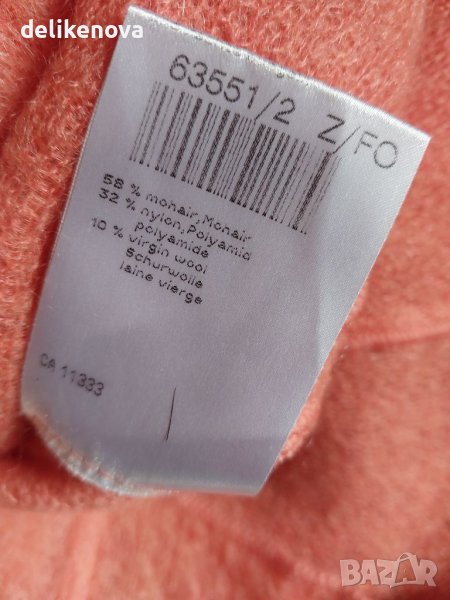 delikenova
63551/2 Z/FO
58 % mohair, Mohair
32 % nylon, Polyamid
polyamide
10 % virgin wool
Schurwolle
laine vierge
CA 11333
BAZAR